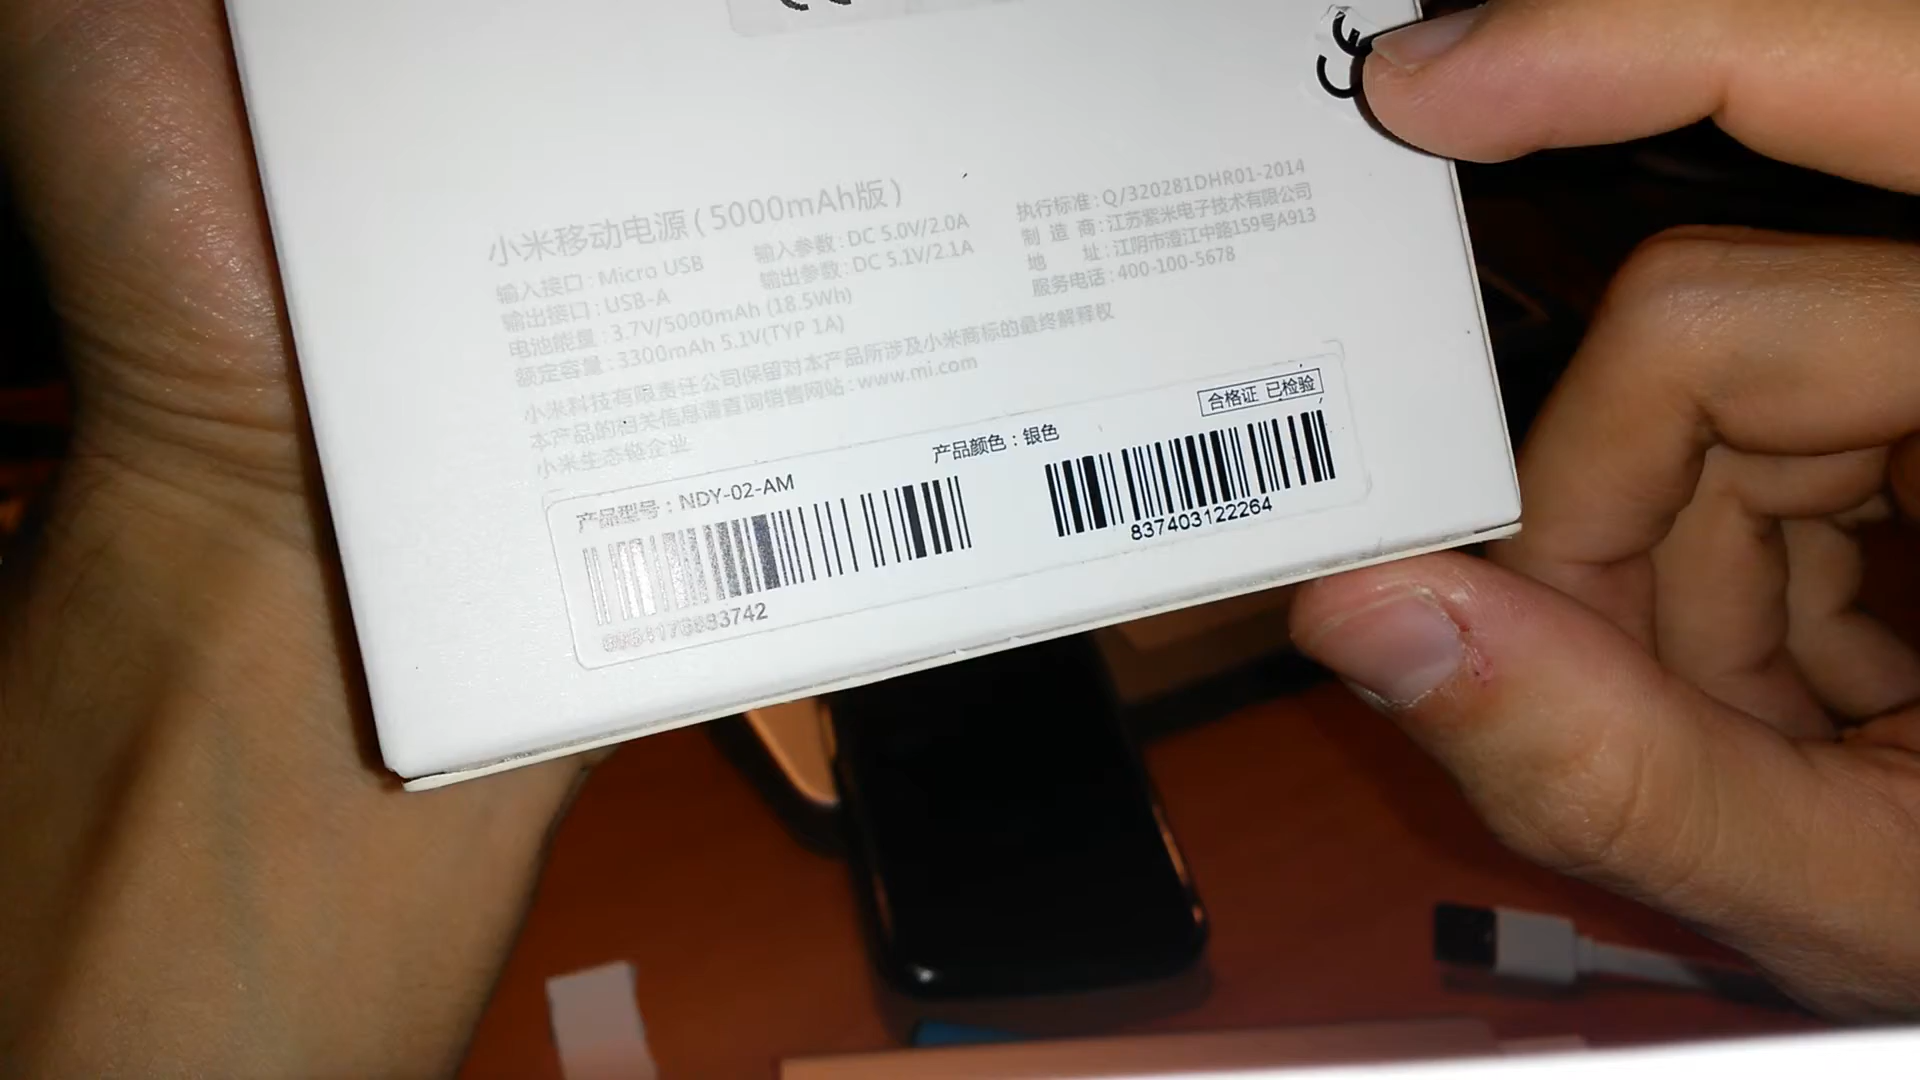 CE
小米移动电源(5000mAh版)
输入接口:Micro USB
输入参数:DC 5.0V/2.0A
输出接口:USB-A
输出参数:DC 5.1V/2.1A
电池能量:3.7V/5000mAh (18.5Wh)
额定容量:3300mAh 5.1V(TYP 1A)
执行标准:Q/320281DHR01-2014
制 造 商:江苏紫米电子技术有限公司
地 址:江阴市澄江中路159号A913
服务电话:400-100-5678
小米科技有限责任公司保留对本产品所涉及小米商标的最终解释权
本产品的相关信息请查询销售网站:www.mi.com
小米生态链企业
合格证 已检验
产品型号:NDY-02-AM
产品颜色:银色
837403122264